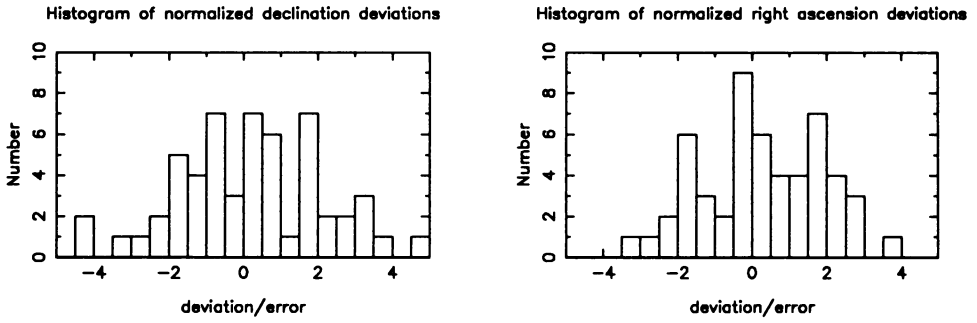 Histogram of normalized declination deviations
10
8
6
4
2
0
Number
-4 -2 0 2 4
deviation/error
Histogram of normalized right ascension deviations
10
8
6
4
2
0
Number
-4 -2 0 2 4
deviation/error